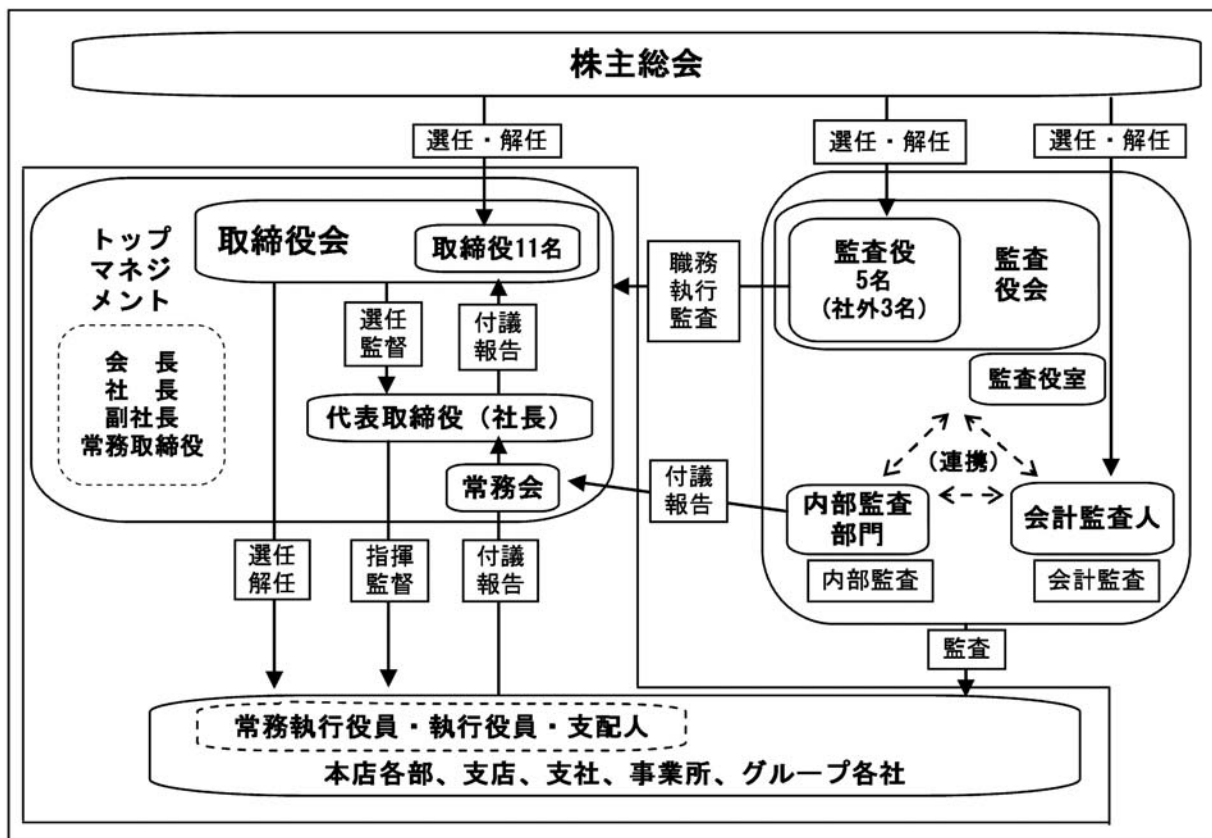 株主総会
選任・解任
選任・解任
選任・解任
トップ
マネジ
メント
会　長
社　長
副社長
常務取締役
取締役会
取締役11名
選任
監督
付議
報告
代表取締役（社長）
常務会
職務
執行
監査
監査役
5名
(社外3名)
監査
役会
監査役室
(連携)
付議
報告
内部監査
部門
会計監査人
内部監査
会計監査
選任
解任
指揮
監督
付議
報告
監査
常務執行役員・執行役員・支配人
本店各部、支店、支社、事業所、グループ各社